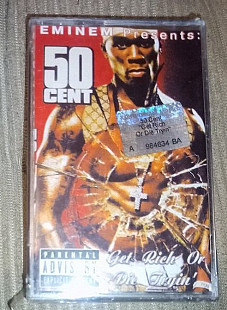 EMINEM Presents:
50
CENT
50 Cent
"Get Rich
Or Die Tryin'"
A 984634 BA
PARENTAL
ADVISORY
EXPLICIT
Get Rich Or
Die Tryin'